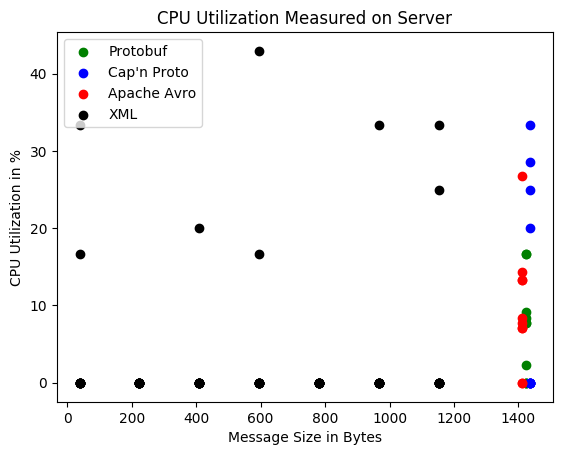 CPU Utilization Measured on Server
Protobuf
Cap'n Proto
Apache Avro
XML
CPU Utilization in %
40
30
20
10
0
0 200 400 600 800 1000 1200 1400
Message Size in Bytes